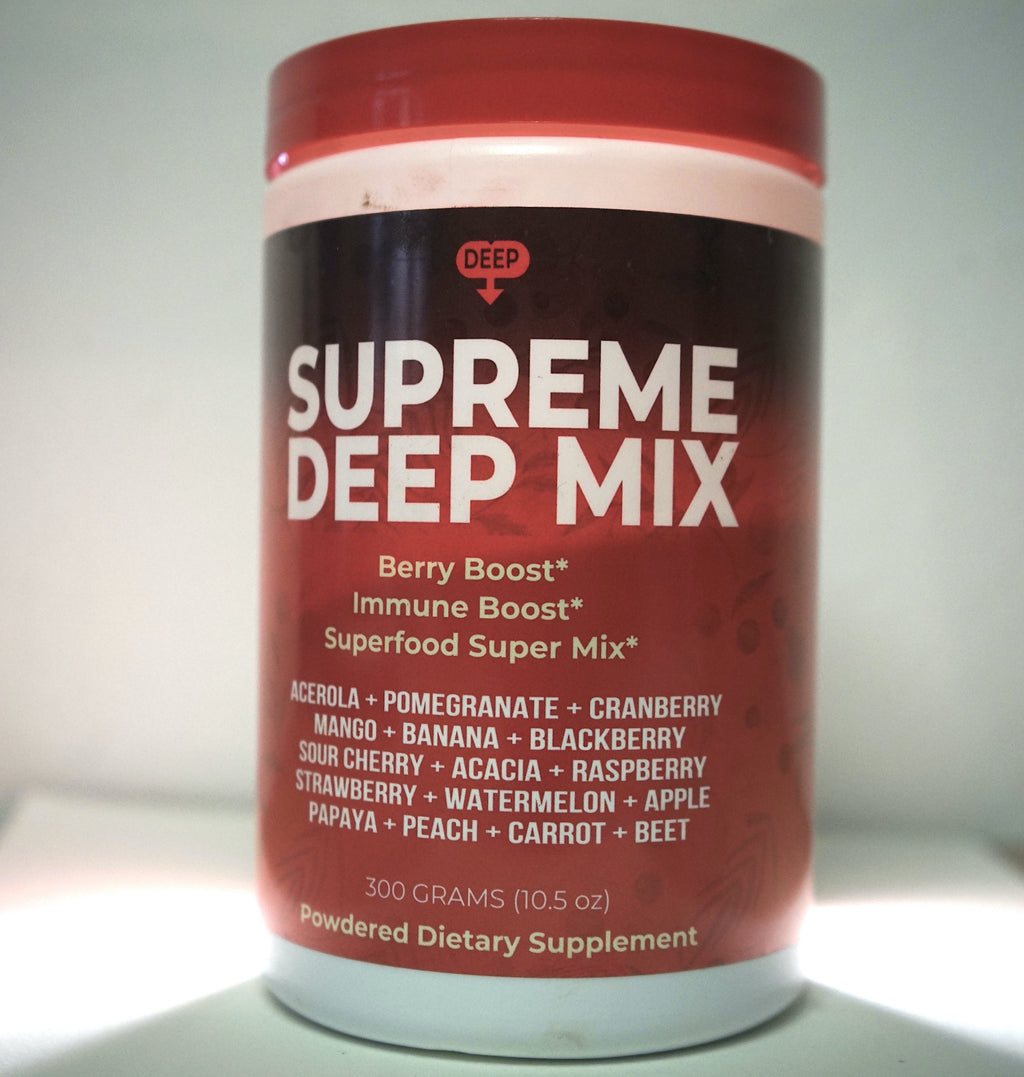 DEEP
SUPREME
DEEP MIX
Berry Boost*
Immune Boost*
Superfood Super Mix*
ACEROLA + POMEGRANATE + CRANBERRY
MANGO + BANANA + BLACKBERRY
SOUR CHERRY + ACACIA + RASPBERRY
STRAWBERRY + WATERMELON + APPLE
PAPAYA + PEACH + CARROT + BEET
300 GRAMS (10.5 oz)
Powdered Dietary Supplement